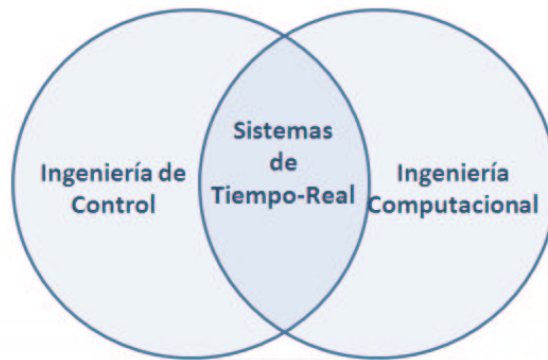 Ingeniería de
Control
Sistemas
de
Tiempo-Real
Ingeniería
Computacional